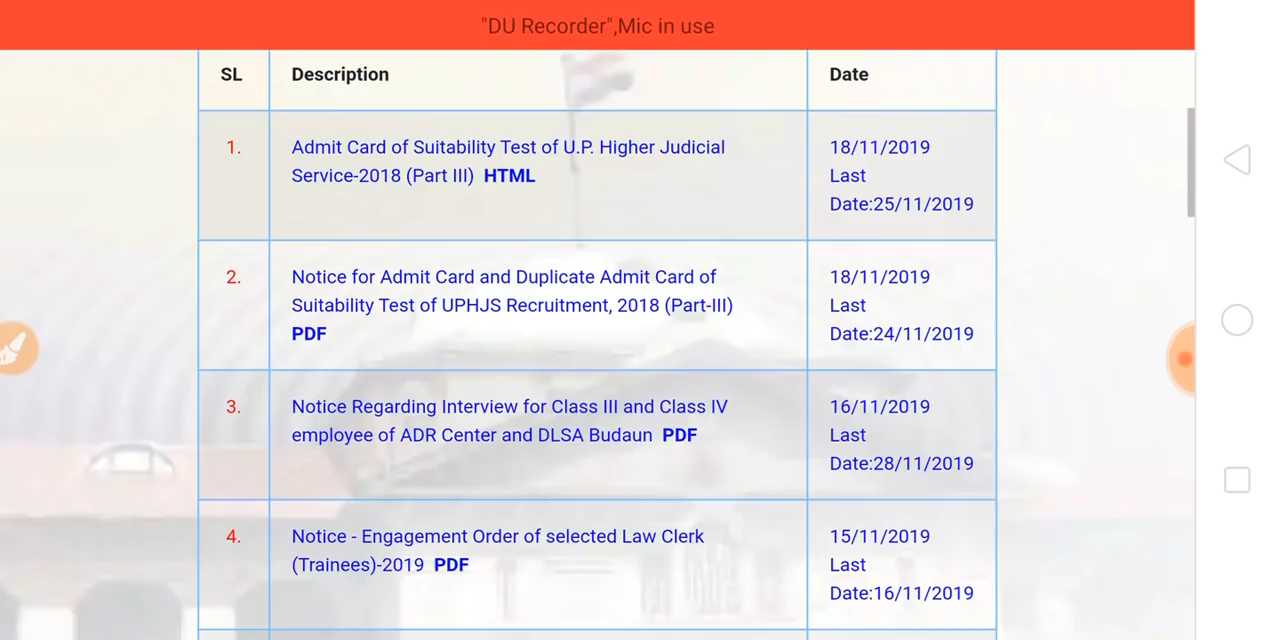 "DU Recorder",Mic in use
SL Description Date
1. Admit Card of Suitability Test of U.P. Higher Judicial 18/11/2019
Service-2018 (Part III) HTML Last
Date:25/11/2019
2. Notice for Admit Card and Duplicate Admit Card of 18/11/2019
Suitability Test of UPHJS Recruitment, 2018 (Part-III) Last
PDF Date:24/11/2019
3. Notice Regarding Interview for Class III and Class IV 16/11/2019
employee of ADR Center and DLSA Budaun PDF Last
Date:28/11/2019
4. Notice - Engagement Order of selected Law Clerk 15/11/2019
(Trainees)-2019 PDF Last
Date:16/11/2019